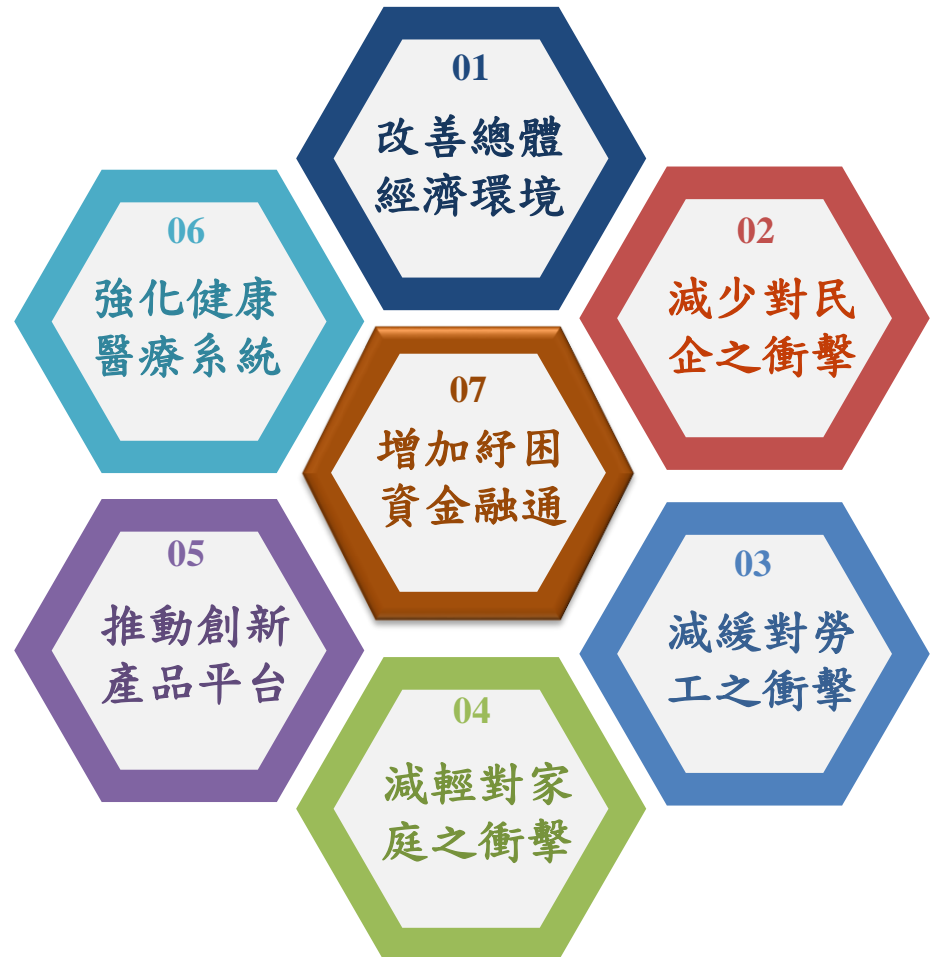 01
改善總體
經濟環境
02
減少對民
企之衝擊
03
減緩對勞
工之衝擊
04
減輕對家
庭之衝擊
05
推動創新
產品平台
06
強化健康
醫療系統
07
增加紓困
資金融通